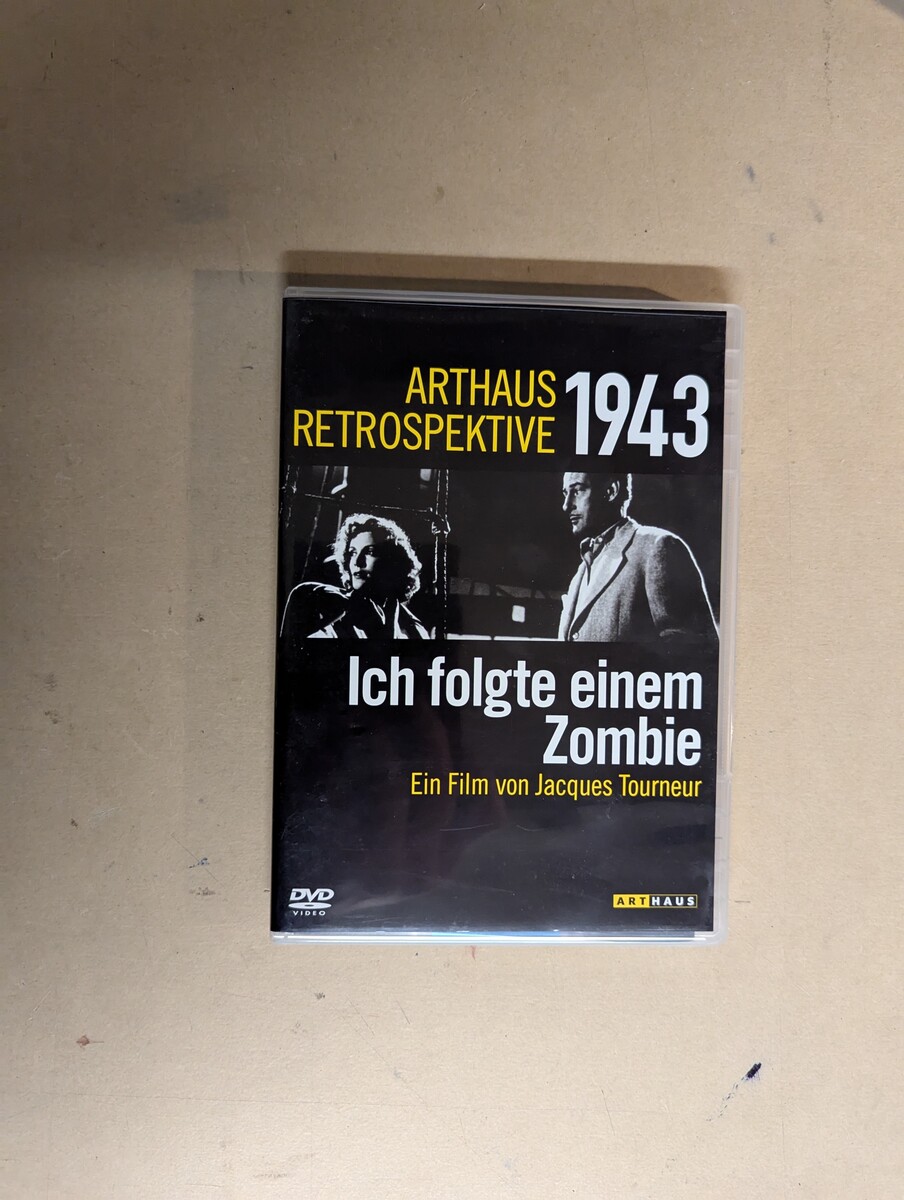 ARTHAUS
RETROSPEKTIVE 1943
Ich folgte einem
Zombie
Ein Film von Jacques Tourneur
DVD
VIDEO
ARTHAUS